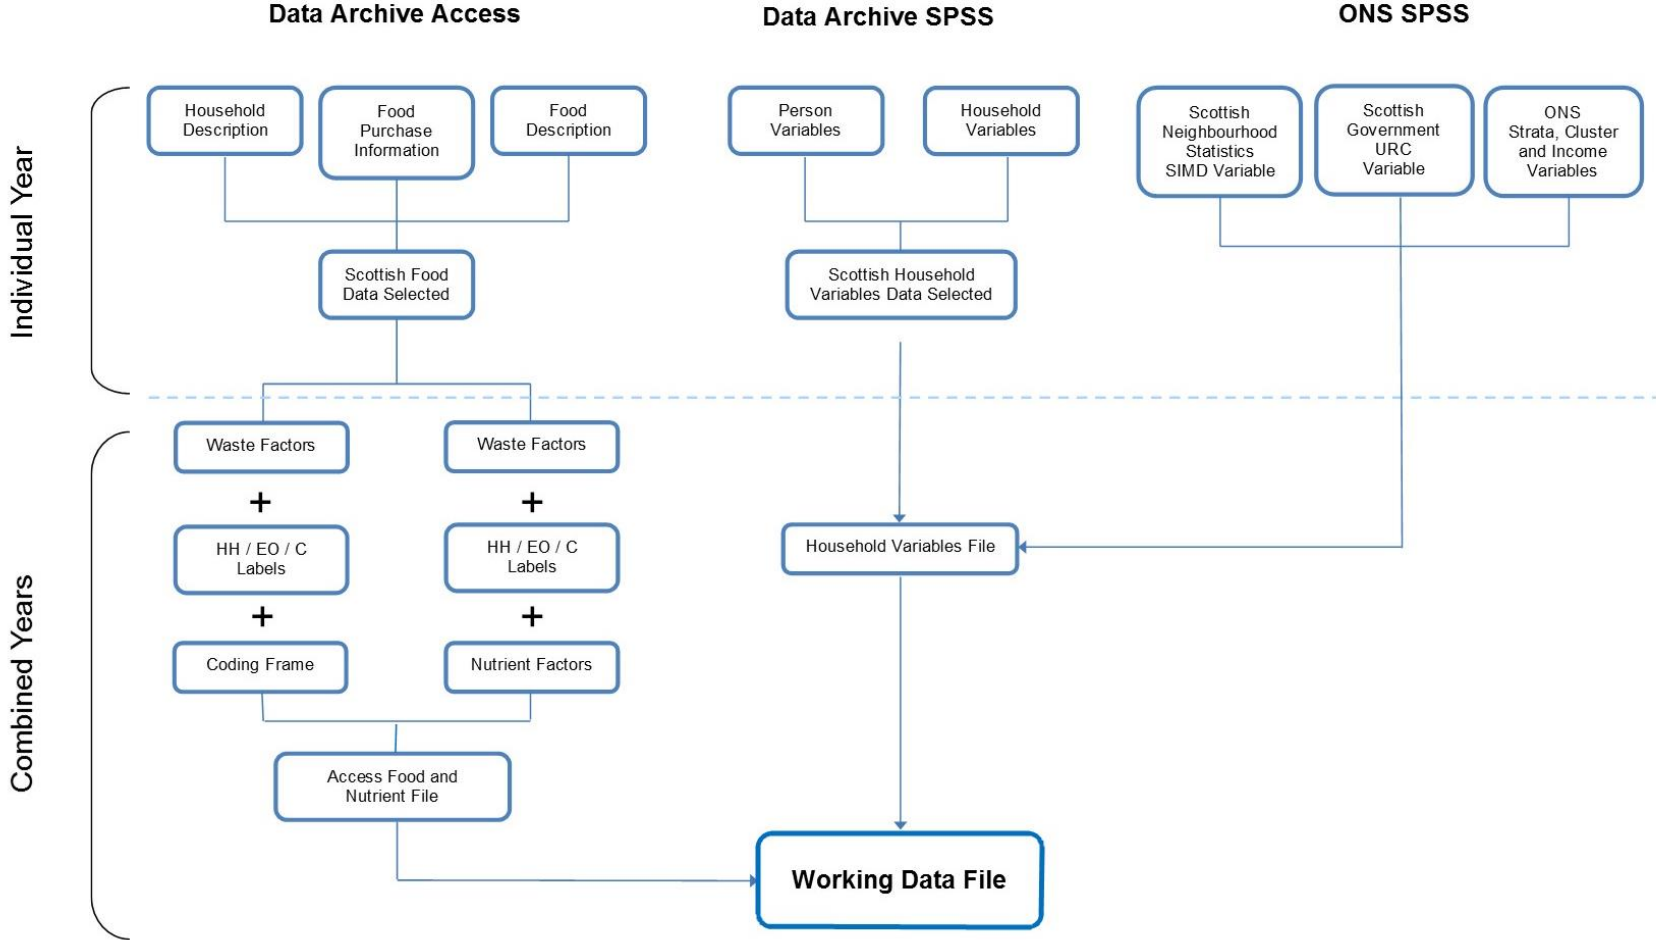 Data Archive Access
Data Archive SPSS
ONS SPSS
Individual Year
Household
Description
Food
Purchase
Information
Food
Description
Person
Variables
Household
Variables
Scottish
Neighbourhood
Statistics
SIMD Variable
Scottish
Government
URC
Variable
ONS
Strata, Cluster
and Income
Variables
Scottish Food
Data Selected
Scottish Household
Variables Data Selected
Combined Years
Waste Factors
+
HH / EO / C
Labels
+
Coding Frame
Waste Factors
+
HH / EO / C
Labels
+
Nutrient Factors
Household Variables File
Access Food and
Nutrient File
Working Data File